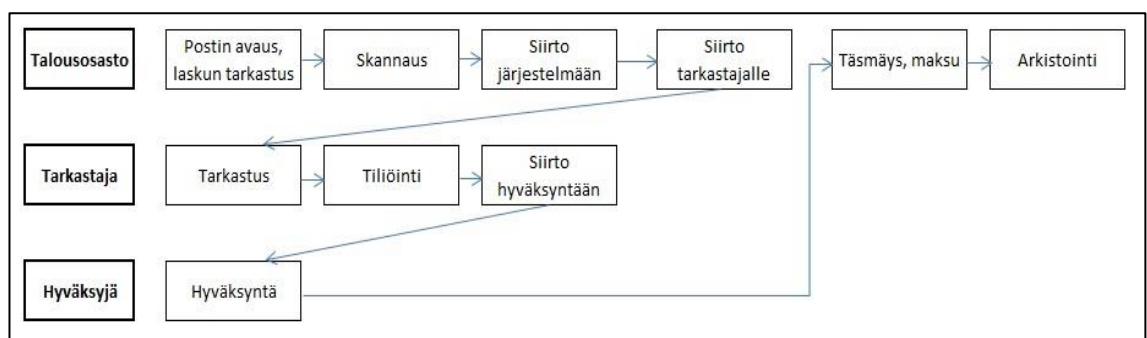 Talousosasto
Postin avaus,
laskun tarkastus
Skannaus
Siirto
järjestelmään
Siirto
tarkastajalle
Täsmäys, maksu
Arkistointi
Tarkastaja
Tarkastus
Tiliöinti
Siirto
hyväksyntään
Hyväksyjä
Hyväksyntä